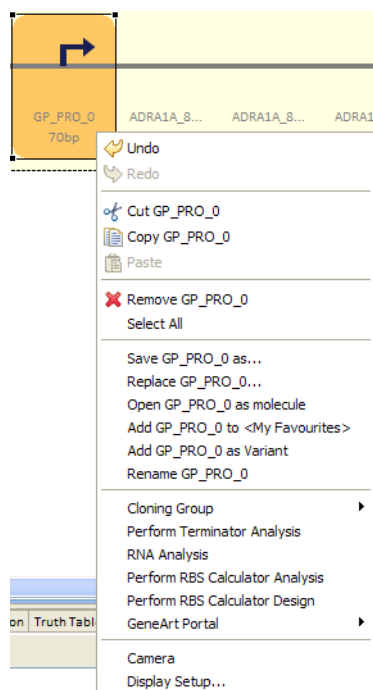 GP_PRO_0 ADRA1A_8... ADRA1A_8... ADRA1
70bp
Undo
Redo
Cut GP_PRO_0
Copy GP_PRO_0
Paste
Remove GP_PRO_0
Select All
Save GP_PRO_0 as...
Replace GP_PRO_0...
Open GP_PRO_0 as molecule
Add GP_PRO_0 to <My Favourites>
Add GP_PRO_0 as Variant
Rename GP_PRO_0
Cloning Group
Perform Terminator Analysis
RNA Analysis
Perform RBS Calculator Analysis
Perform RBS Calculator Design
on Truth Tabl GeneArt Portal
Camera
Display Setup...